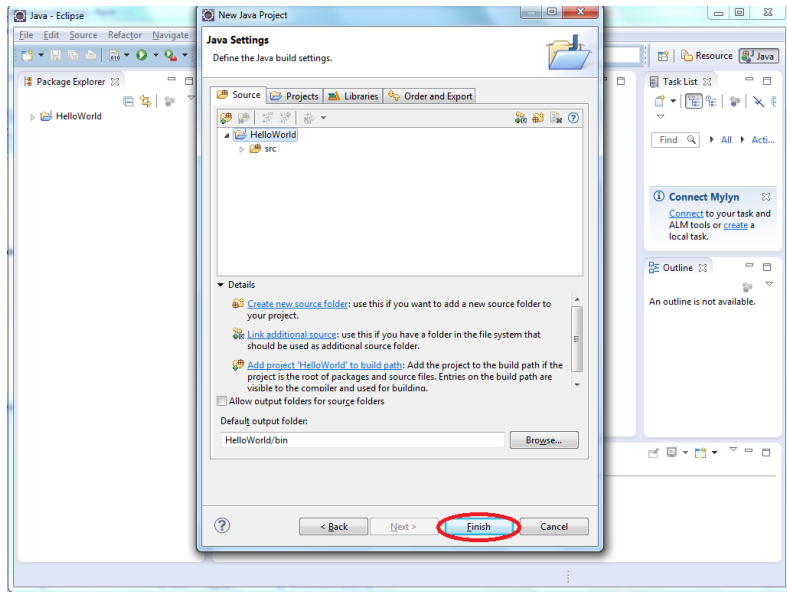 Java - Eclipse
File Edit Source Refactor Navigate
Resource
Java
Package Explorer
HelloWorld
New Java Project
Java Settings
Define the Java build settings.
Source
Projects
Libraries
Order and Export
HelloWorld
src
Details
Create new source folder: use this if you want to add a new source folder to
your project.
Link additional source: use this if you have a folder in the file system that
should be used as additional source folder.
Add project 'HelloWorld' to build path: Add the project to the build path if the
project is the root of packages and source files. Entries on the build path are
visible to the compiler and used for building.
Allow output folders for source folders
Default output folder:
HelloWorld/bin
Browse...
< Back
Next >
Finish
Cancel
Task List
Find
All
Acti...
Connect Mylyn
Connect to your task and
ALM tools or create a
local task.
Outline
An outline is not available.